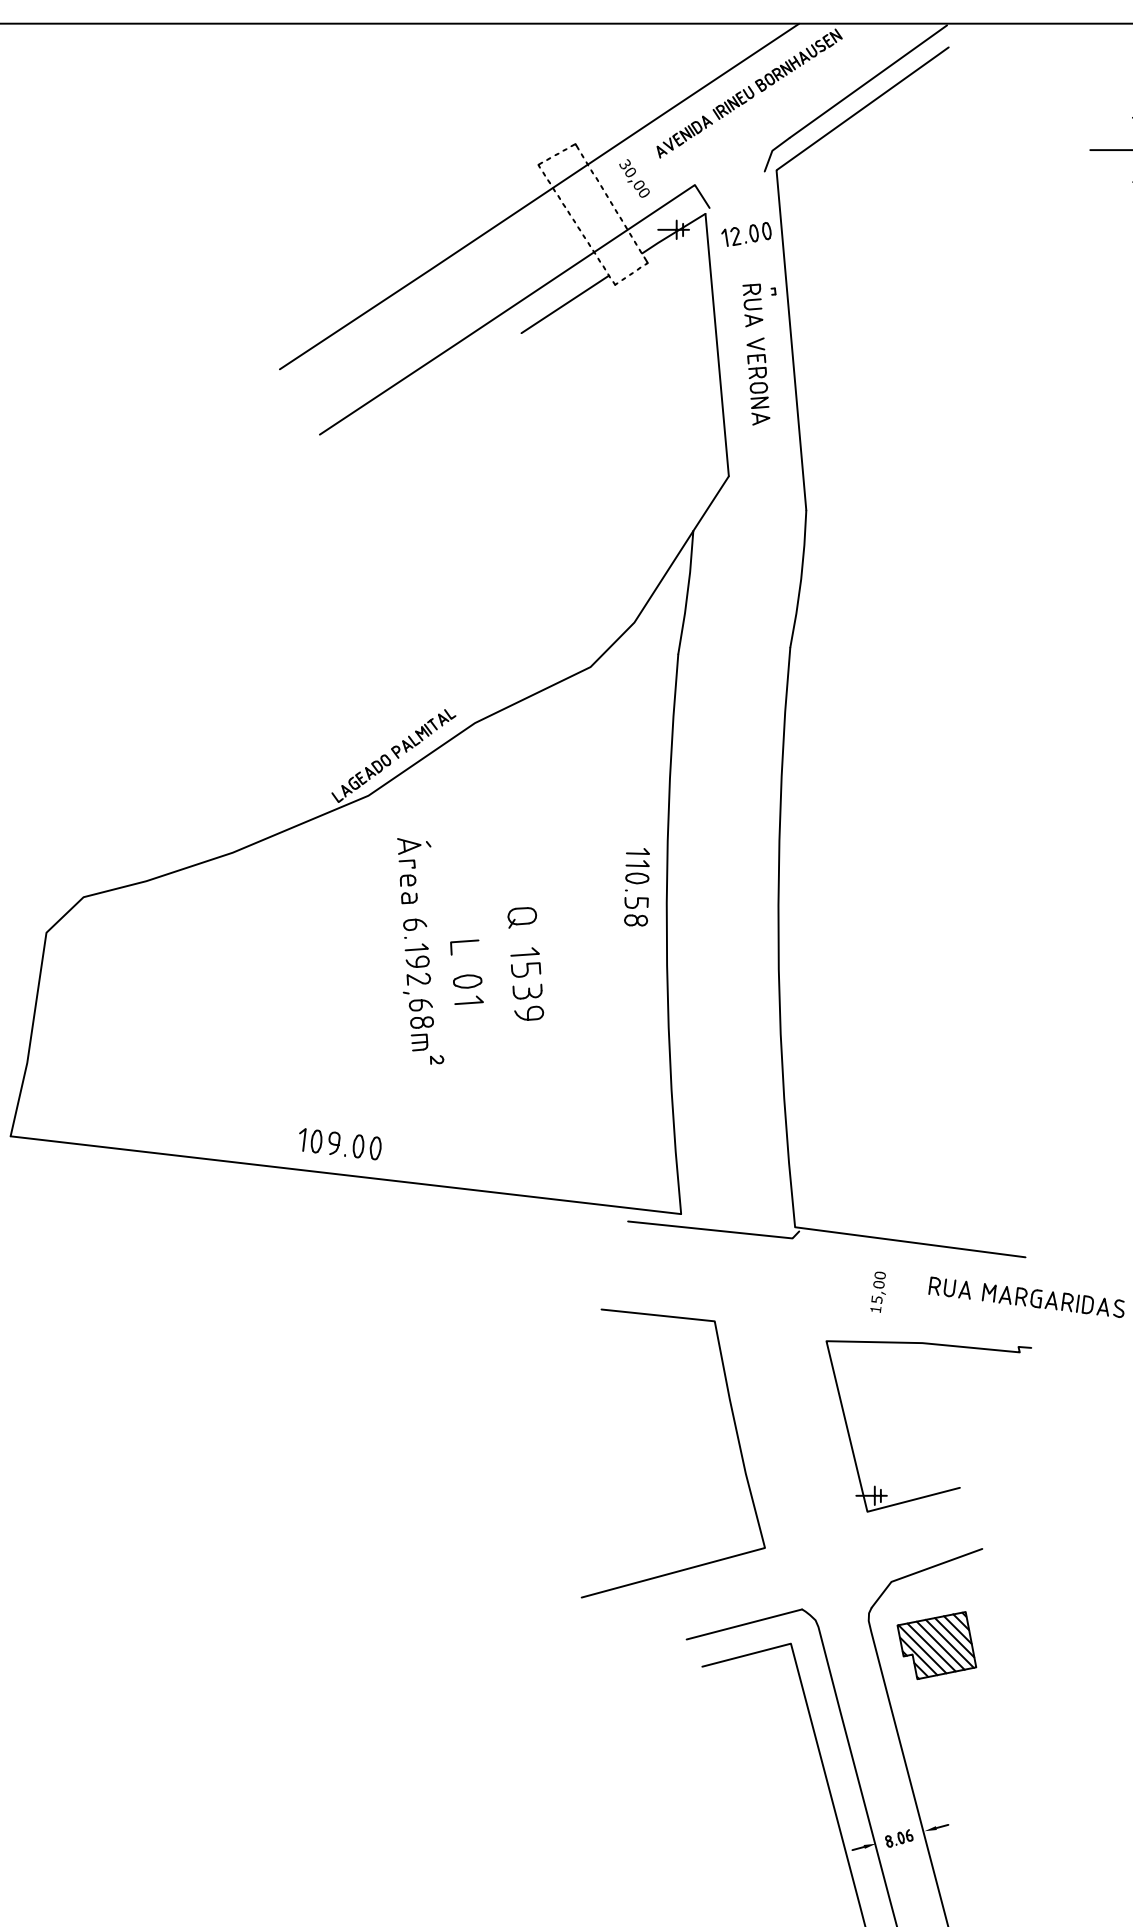 AVENIDA IRINEU BORNHAUSEN
30,00
12.00
RUA VERONA
LAGEADO PALMITAL
110.58
Q 1539
L 01
Área 6.192,68m²
109.00
15,00
RUA MARGARIDAS
8.06